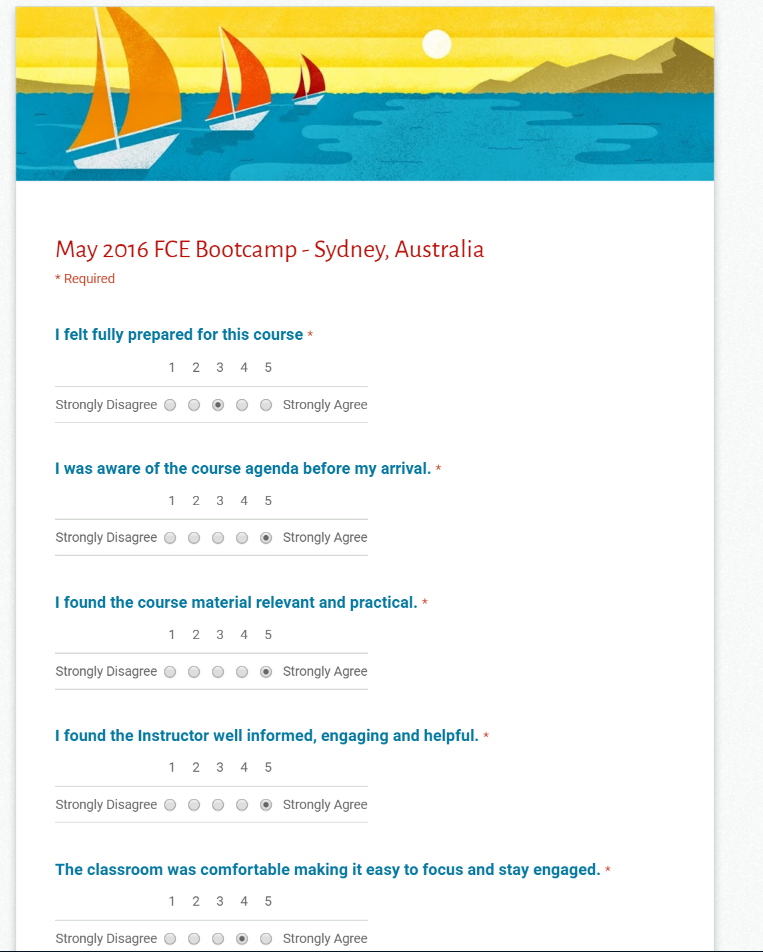 May 2016 FCE Bootcamp - Sydney, Australia
* Required
I felt fully prepared for this course *
1 2 3 4 5
Strongly Disagree Strongly Agree
I was aware of the course agenda before my arrival. *
1 2 3 4 5
Strongly Disagree Strongly Agree
I found the course material relevant and practical. *
1 2 3 4 5
Strongly Disagree Strongly Agree
I found the Instructor well informed, engaging and helpful. *
1 2 3 4 5
Strongly Disagree Strongly Agree
The classroom was comfortable making it easy to focus and stay engaged. *
1 2 3 4 5
Strongly Disagree Strongly Agree